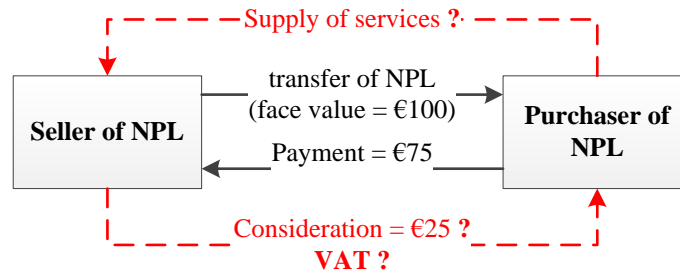 Supply of services ?
transfer of NPL
(face value = €100)
Seller of NPL
Purchaser of
NPL
Payment = €75
Consideration = €25 ?
VAT ?